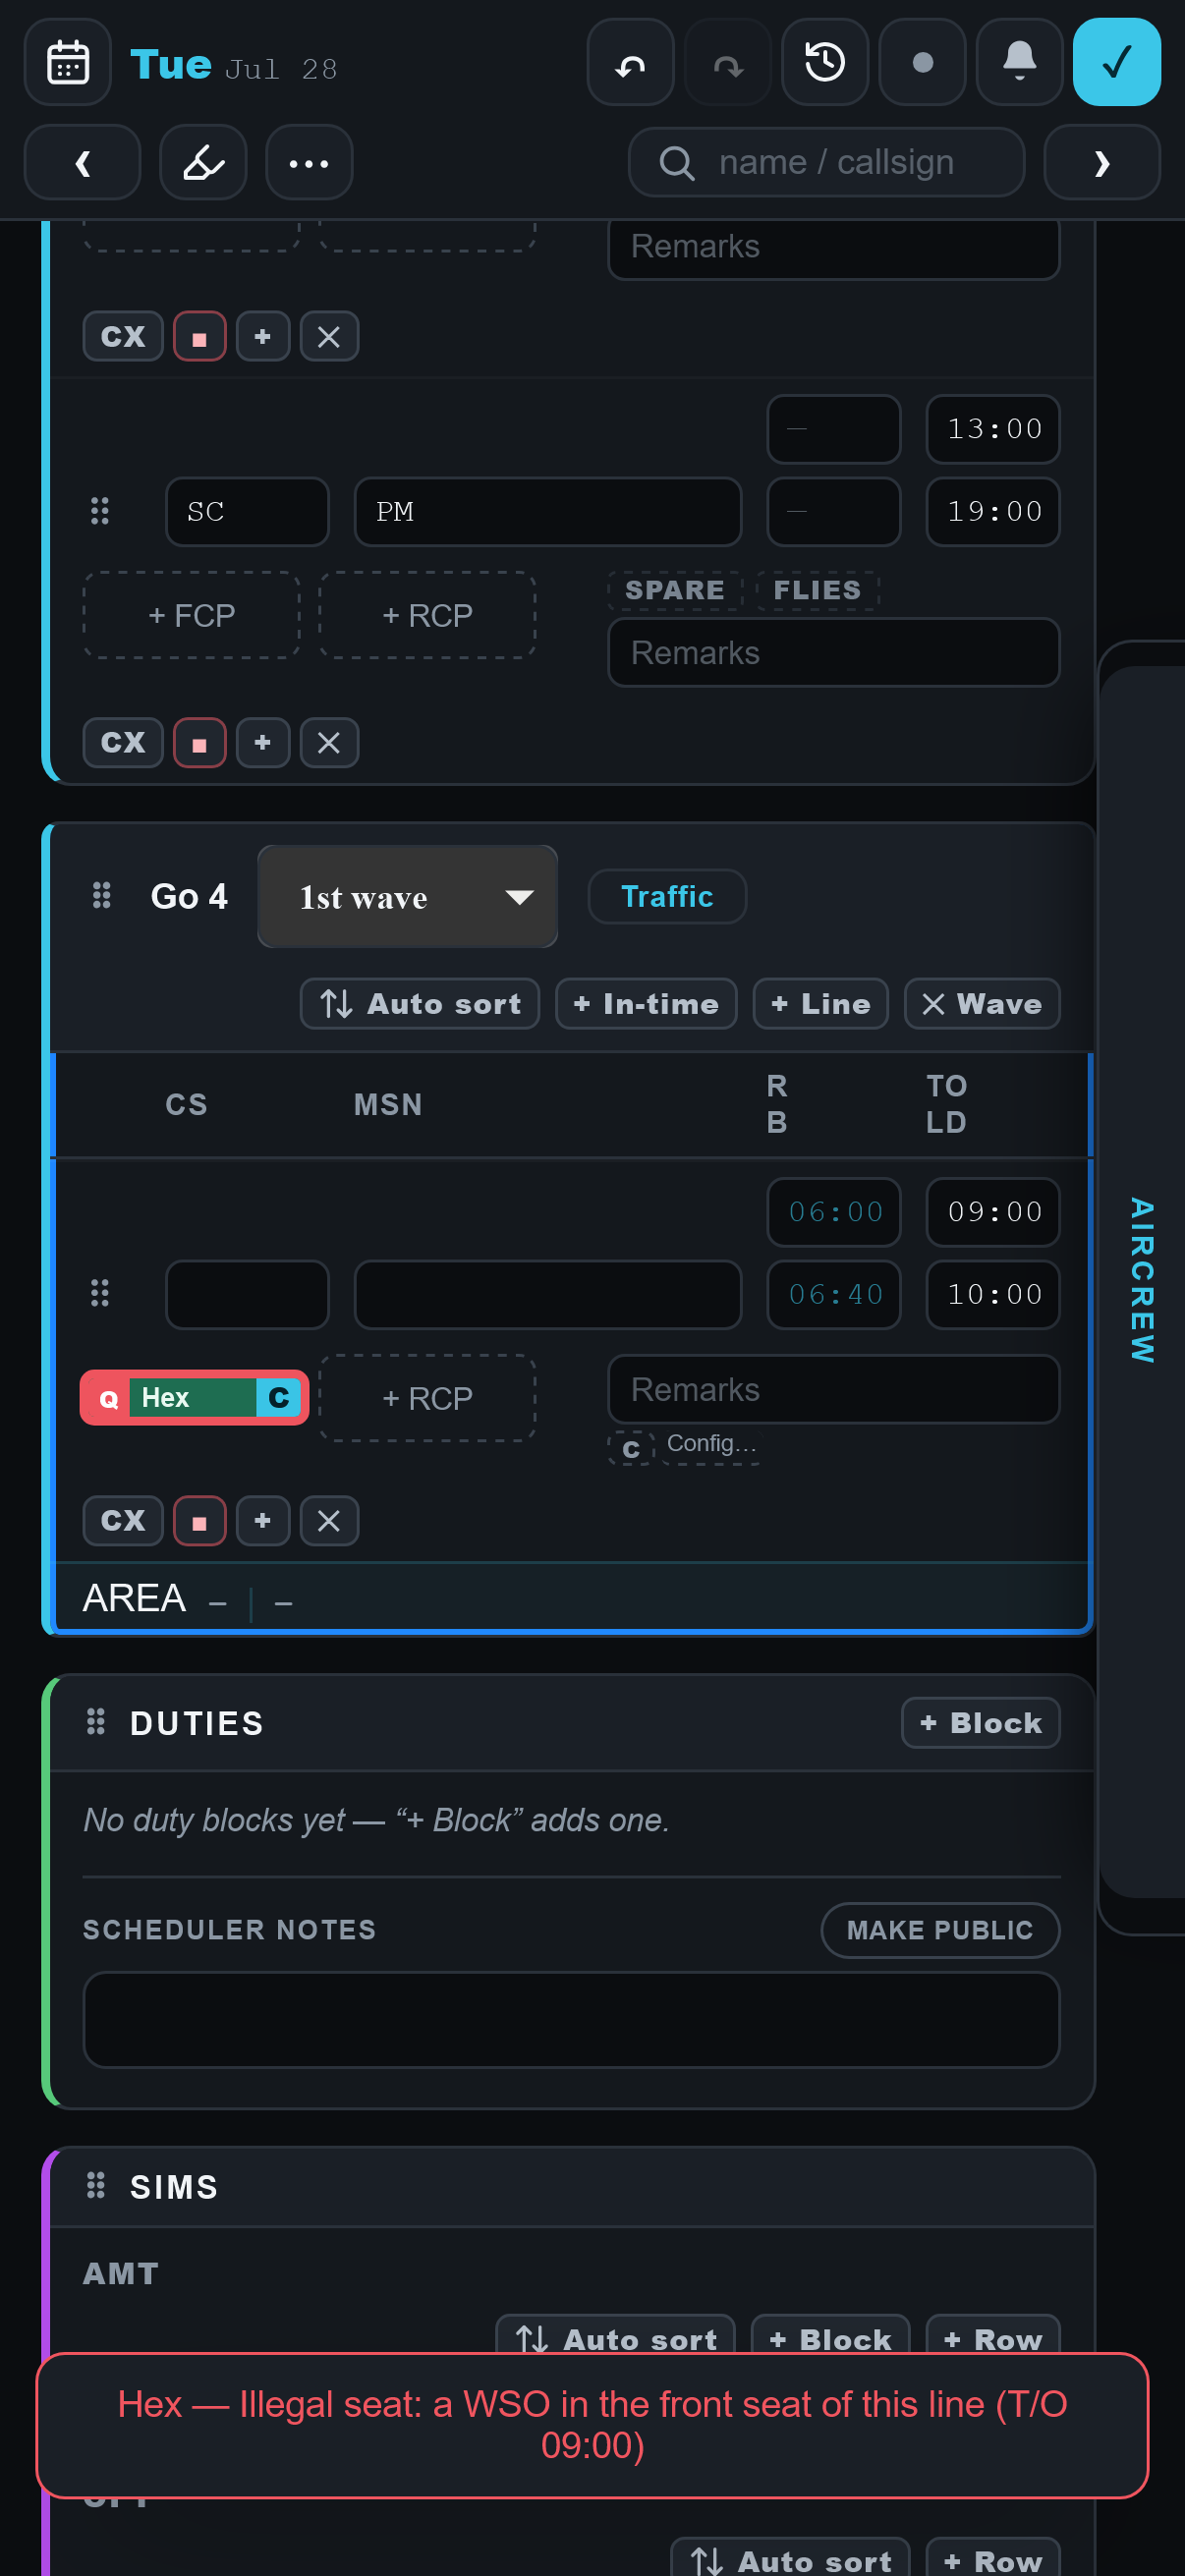 Tue Jul 28
name / callsign
Remarks
CX + ×
— 13:00
SC PM — 19:00
+ FCP + RCP SPARE FLIES
Remarks
CX + ×
Go 4 1st wave Traffic
Auto sort + In-time + Line × Wave
CS MSN R TO
B LD
06:00 09:00
06:40 10:00
Q Hex C + RCP Remarks
C Config...
CX + ×
AREA – | –
AIRCREW
DUTIES + Block
No duty blocks yet — “+ Block” adds one.
SCHEDULER NOTES MAKE PUBLIC
SIMS
AMT
Auto sort + Block + Row
Hex — Illegal seat: a WSO in the front seat of this line (T/O
09:00)
Auto sort + Row